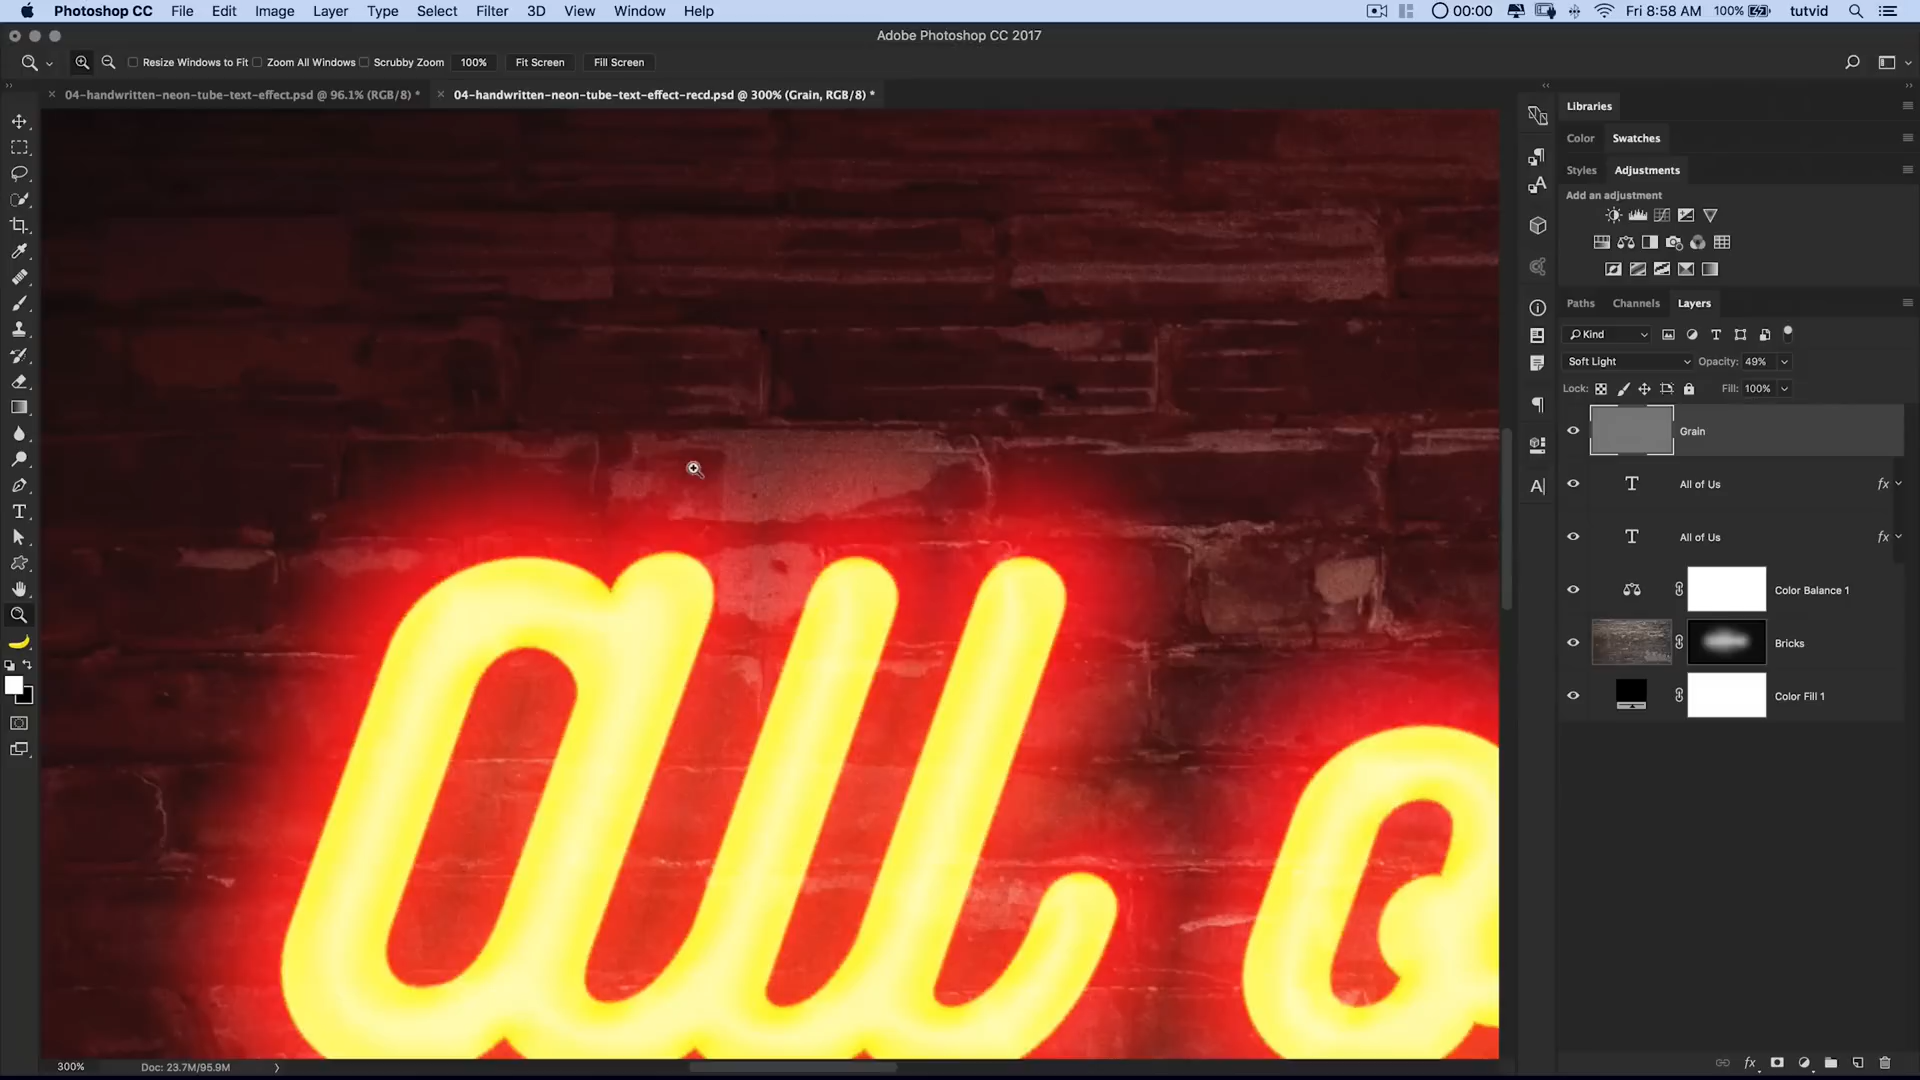 Photoshop CC File Edit Image Layer Type Select Filter 3D View Window Help 00:00 Fri 8:58 AM 100% tutvid
Adobe Photoshop CC 2017
Resize Windows to Fit Zoom All Windows Scrubby Zoom 100% Fit Screen Fill Screen
04-handwritten-neon-tube-text-effect.psd @ 96.1% (RGB/8) * 04-handwritten-neon-tube-text-effect-recd.psd @ 300% (Grain, RGB/8) *
Libraries
Color Swatches
Styles Adjustments
Add an adjustment
Paths Channels Layers
Kind
Soft Light Opacity: 49%
Lock: Fill: 100%
Grain
All of Us fx
All of Us fx
Color Balance 1
Bricks
Color Fill 1
all o
300% Doc: 23.7M/95.9M